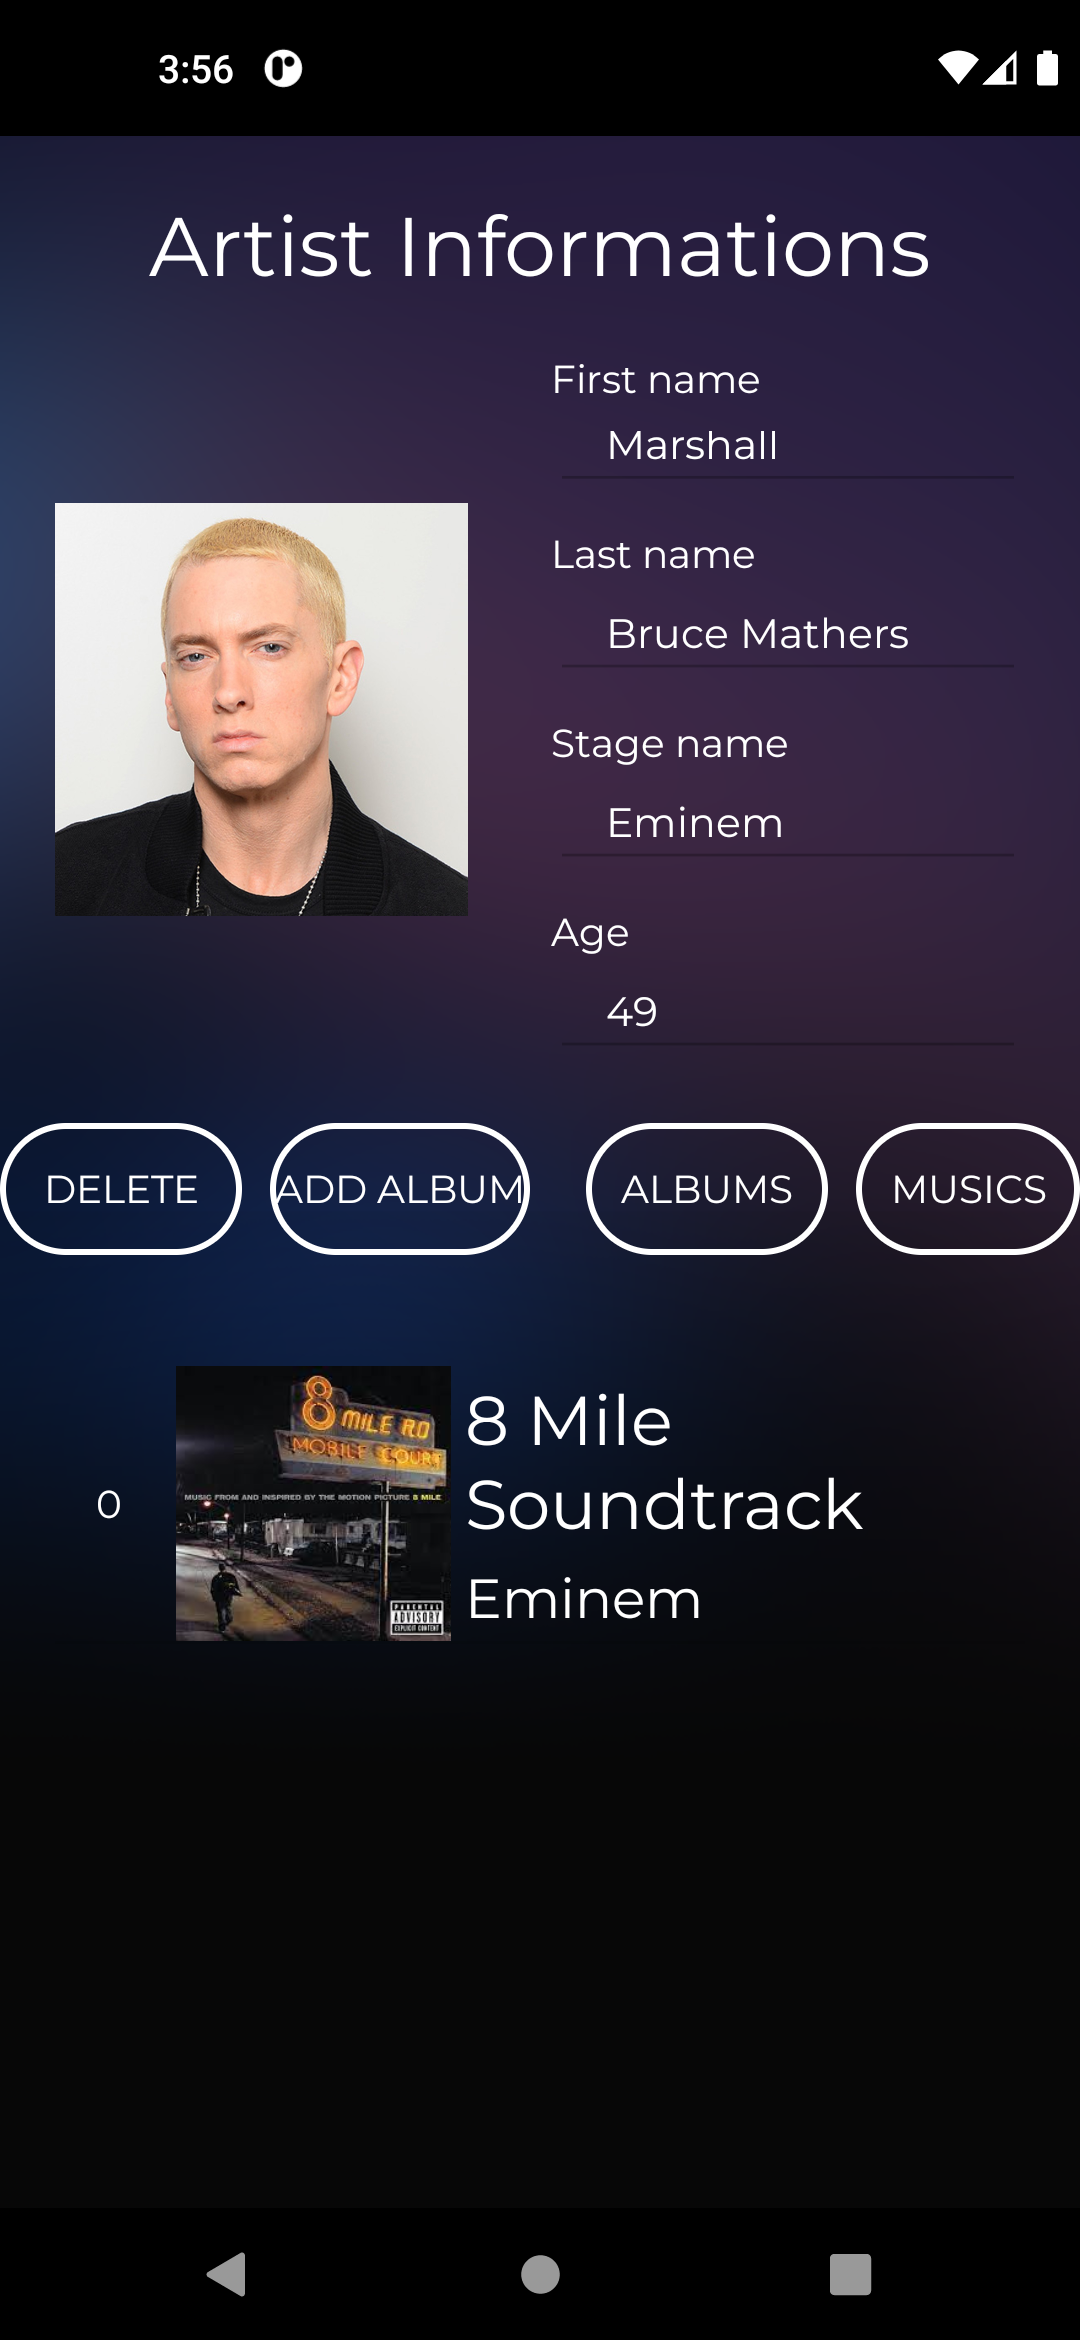 3:56
Artist Informations
First name
Marshall
Last name
Bruce Mathers
Stage name
Eminem
Age
49
DELETE
ADD ALBUM
ALBUMS
MUSICS
0
8 MILE RD
MOBILE COURT
MUSIC FROM AND INSPIRED BY THE MOTION PICTURE 8 MILE
PARENTAL
ADVISORY
EXPLICIT CONTENT
8 Mile
Soundtrack
Eminem